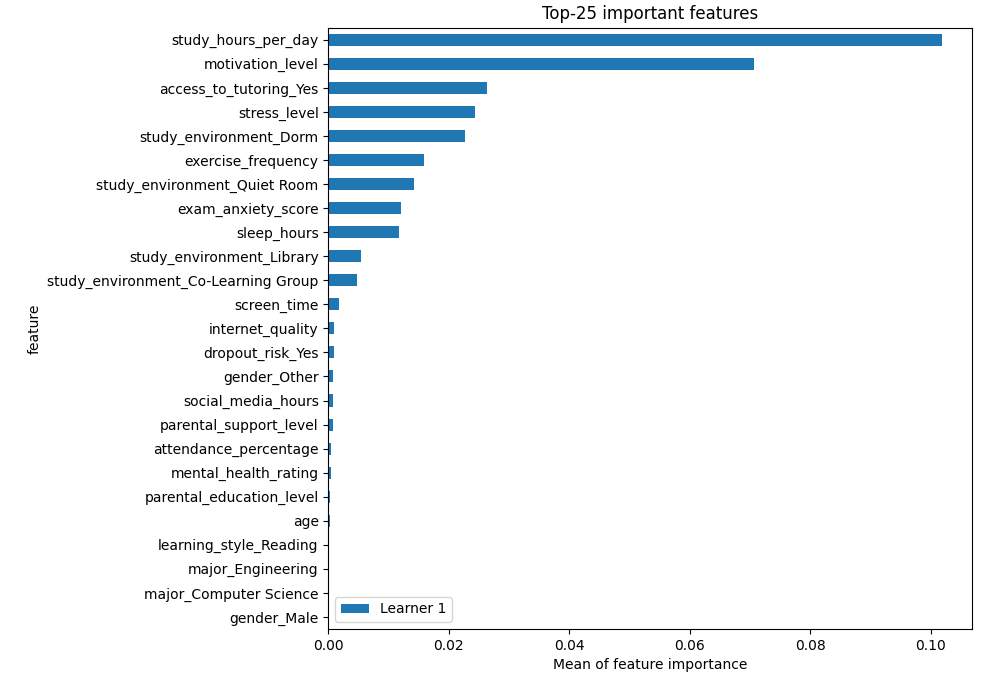 Top-25 important features
study_hours_per_day
motivation_level
access_to_tutoring_Yes
stress_level
study_environment_Dorm
exercise_frequency
study_environment_Quiet Room
exam_anxiety_score
sleep_hours
study_environment_Library
study_environment_Co-Learning Group
screen_time
internet_quality
dropout_risk_Yes
gender_Other
social_media_hours
parental_support_level
attendance_percentage
mental_health_rating
parental_education_level
age
learning_style_Reading
major_Engineering
major_Computer Science
gender_Male
feature
Learner 1
0.00 0.02 0.04 0.06 0.08 0.10
Mean of feature importance